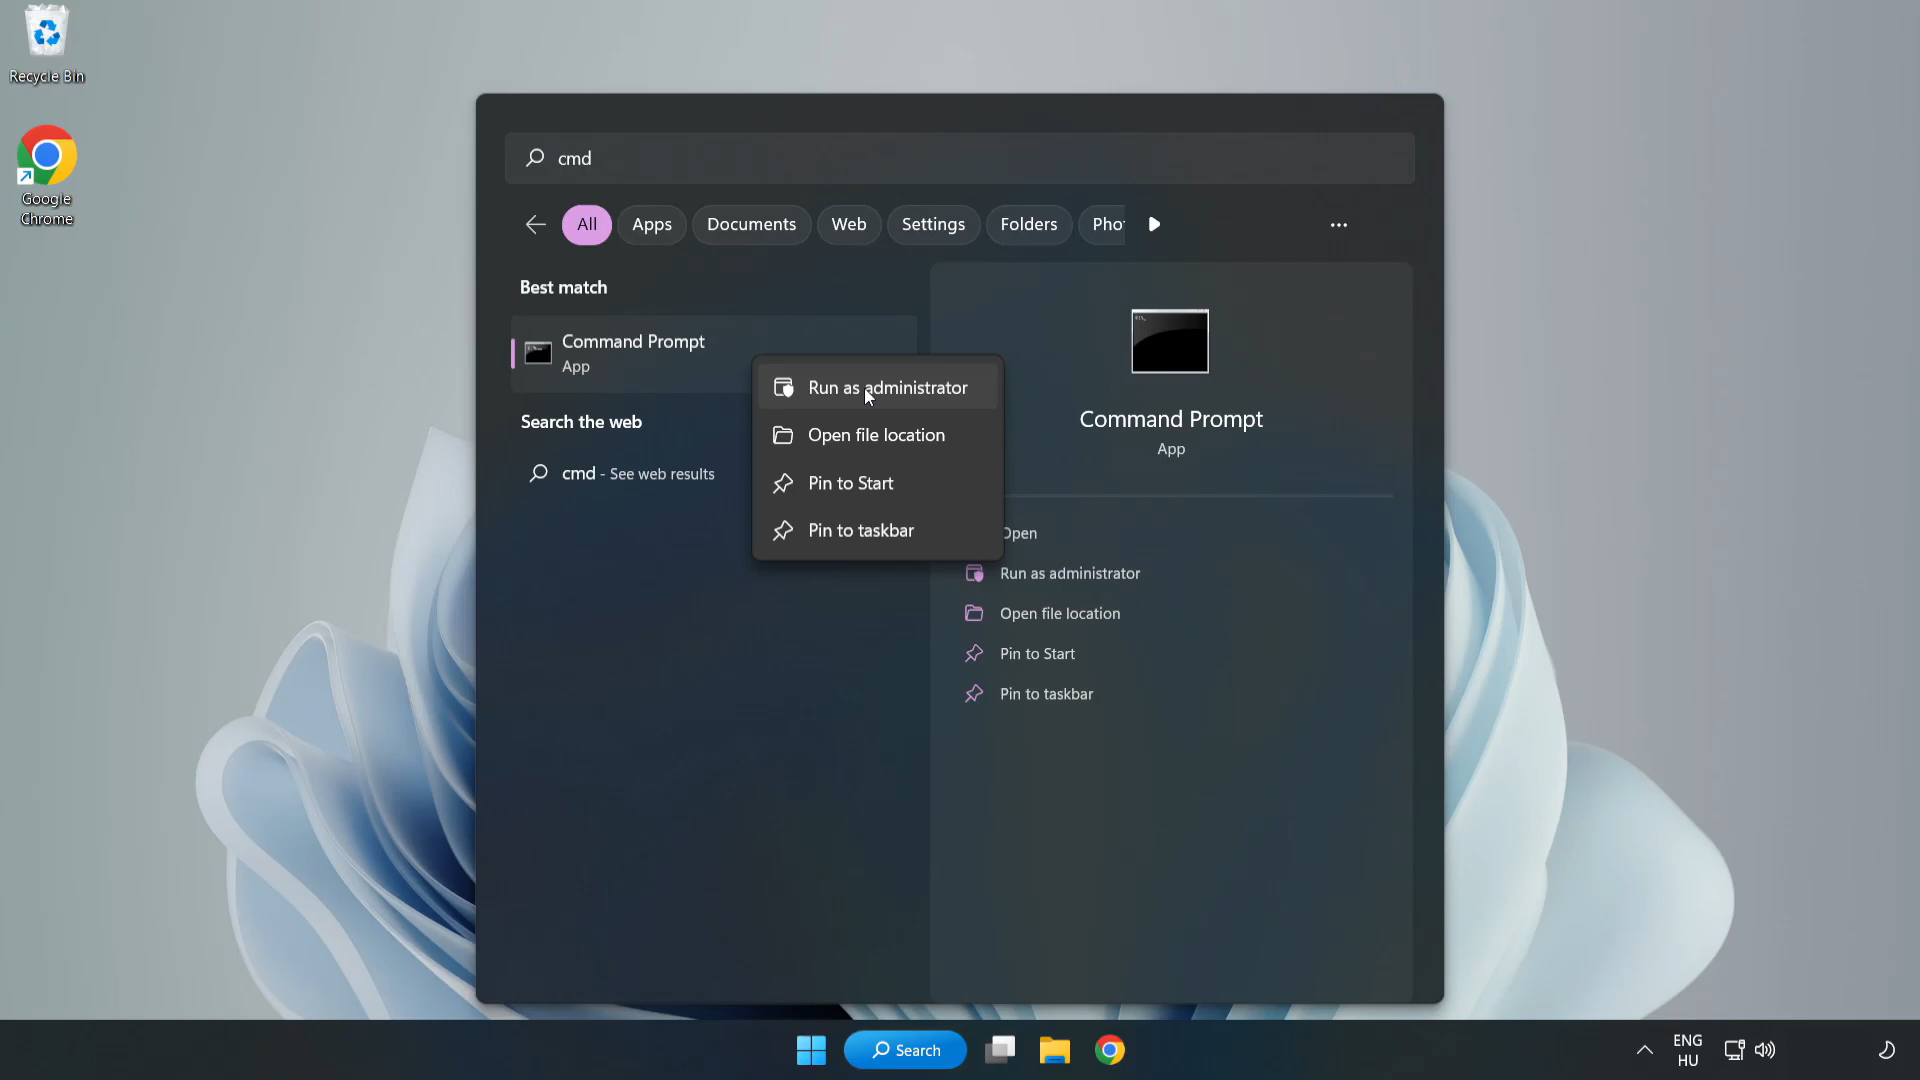 Recycle Bin
Google
Chrome
cmd
All
Apps
Documents
Web
Settings
Folders
Pho
Best match
Command Prompt
App
Search the web
cmd - See web results
Run as administrator
Open file location
Pin to Start
Pin to taskbar
Command Prompt
App
Open
Run as administrator
Open file location
Pin to Start
Pin to taskbar
Search
ENG
HU